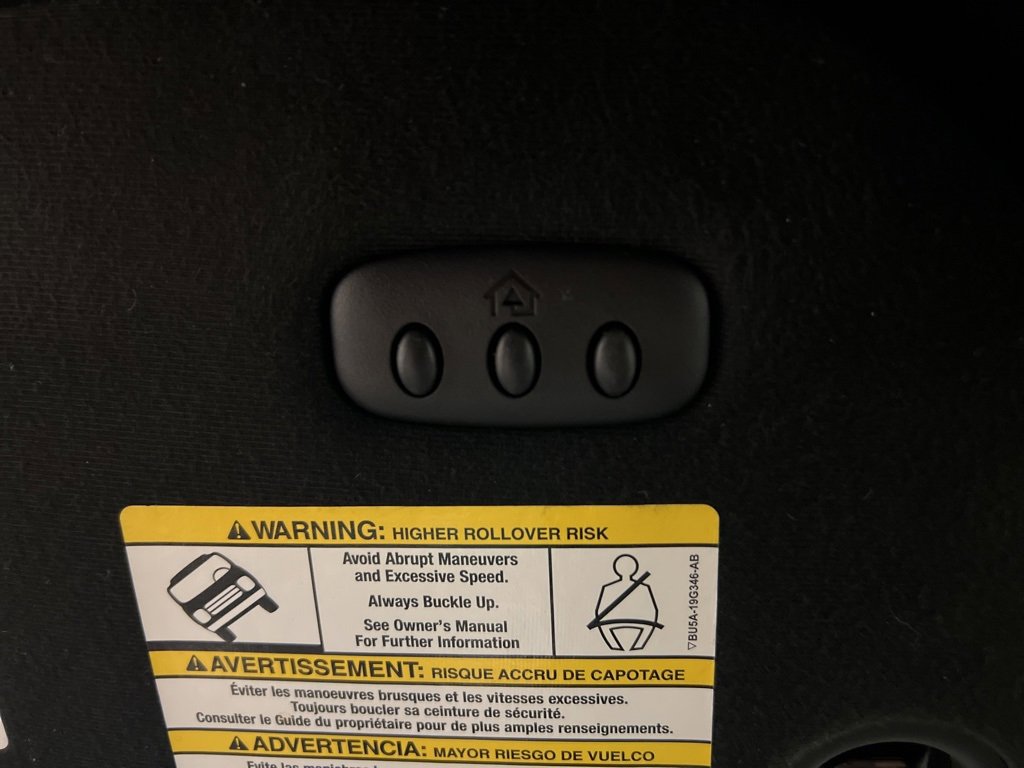 WARNING: HIGHER ROLLOVER RISK
Avoid Abrupt Maneuvers
and Excessive Speed.
Always Buckle Up.
See Owner's Manual
For Further Information
BU5A-19G346-AB
AVERTISSEMENT: RISQUE ACCRU DE CAPOTAGE
Éviter les manoeuvres brusques et les vitesses excessives.
Toujours boucler sa ceinture de sécurité.
Consulter le Guide du propriétaire pour de plus amples renseignements.
ADVERTENCIA: MAYOR RIESGO DE VUELCO